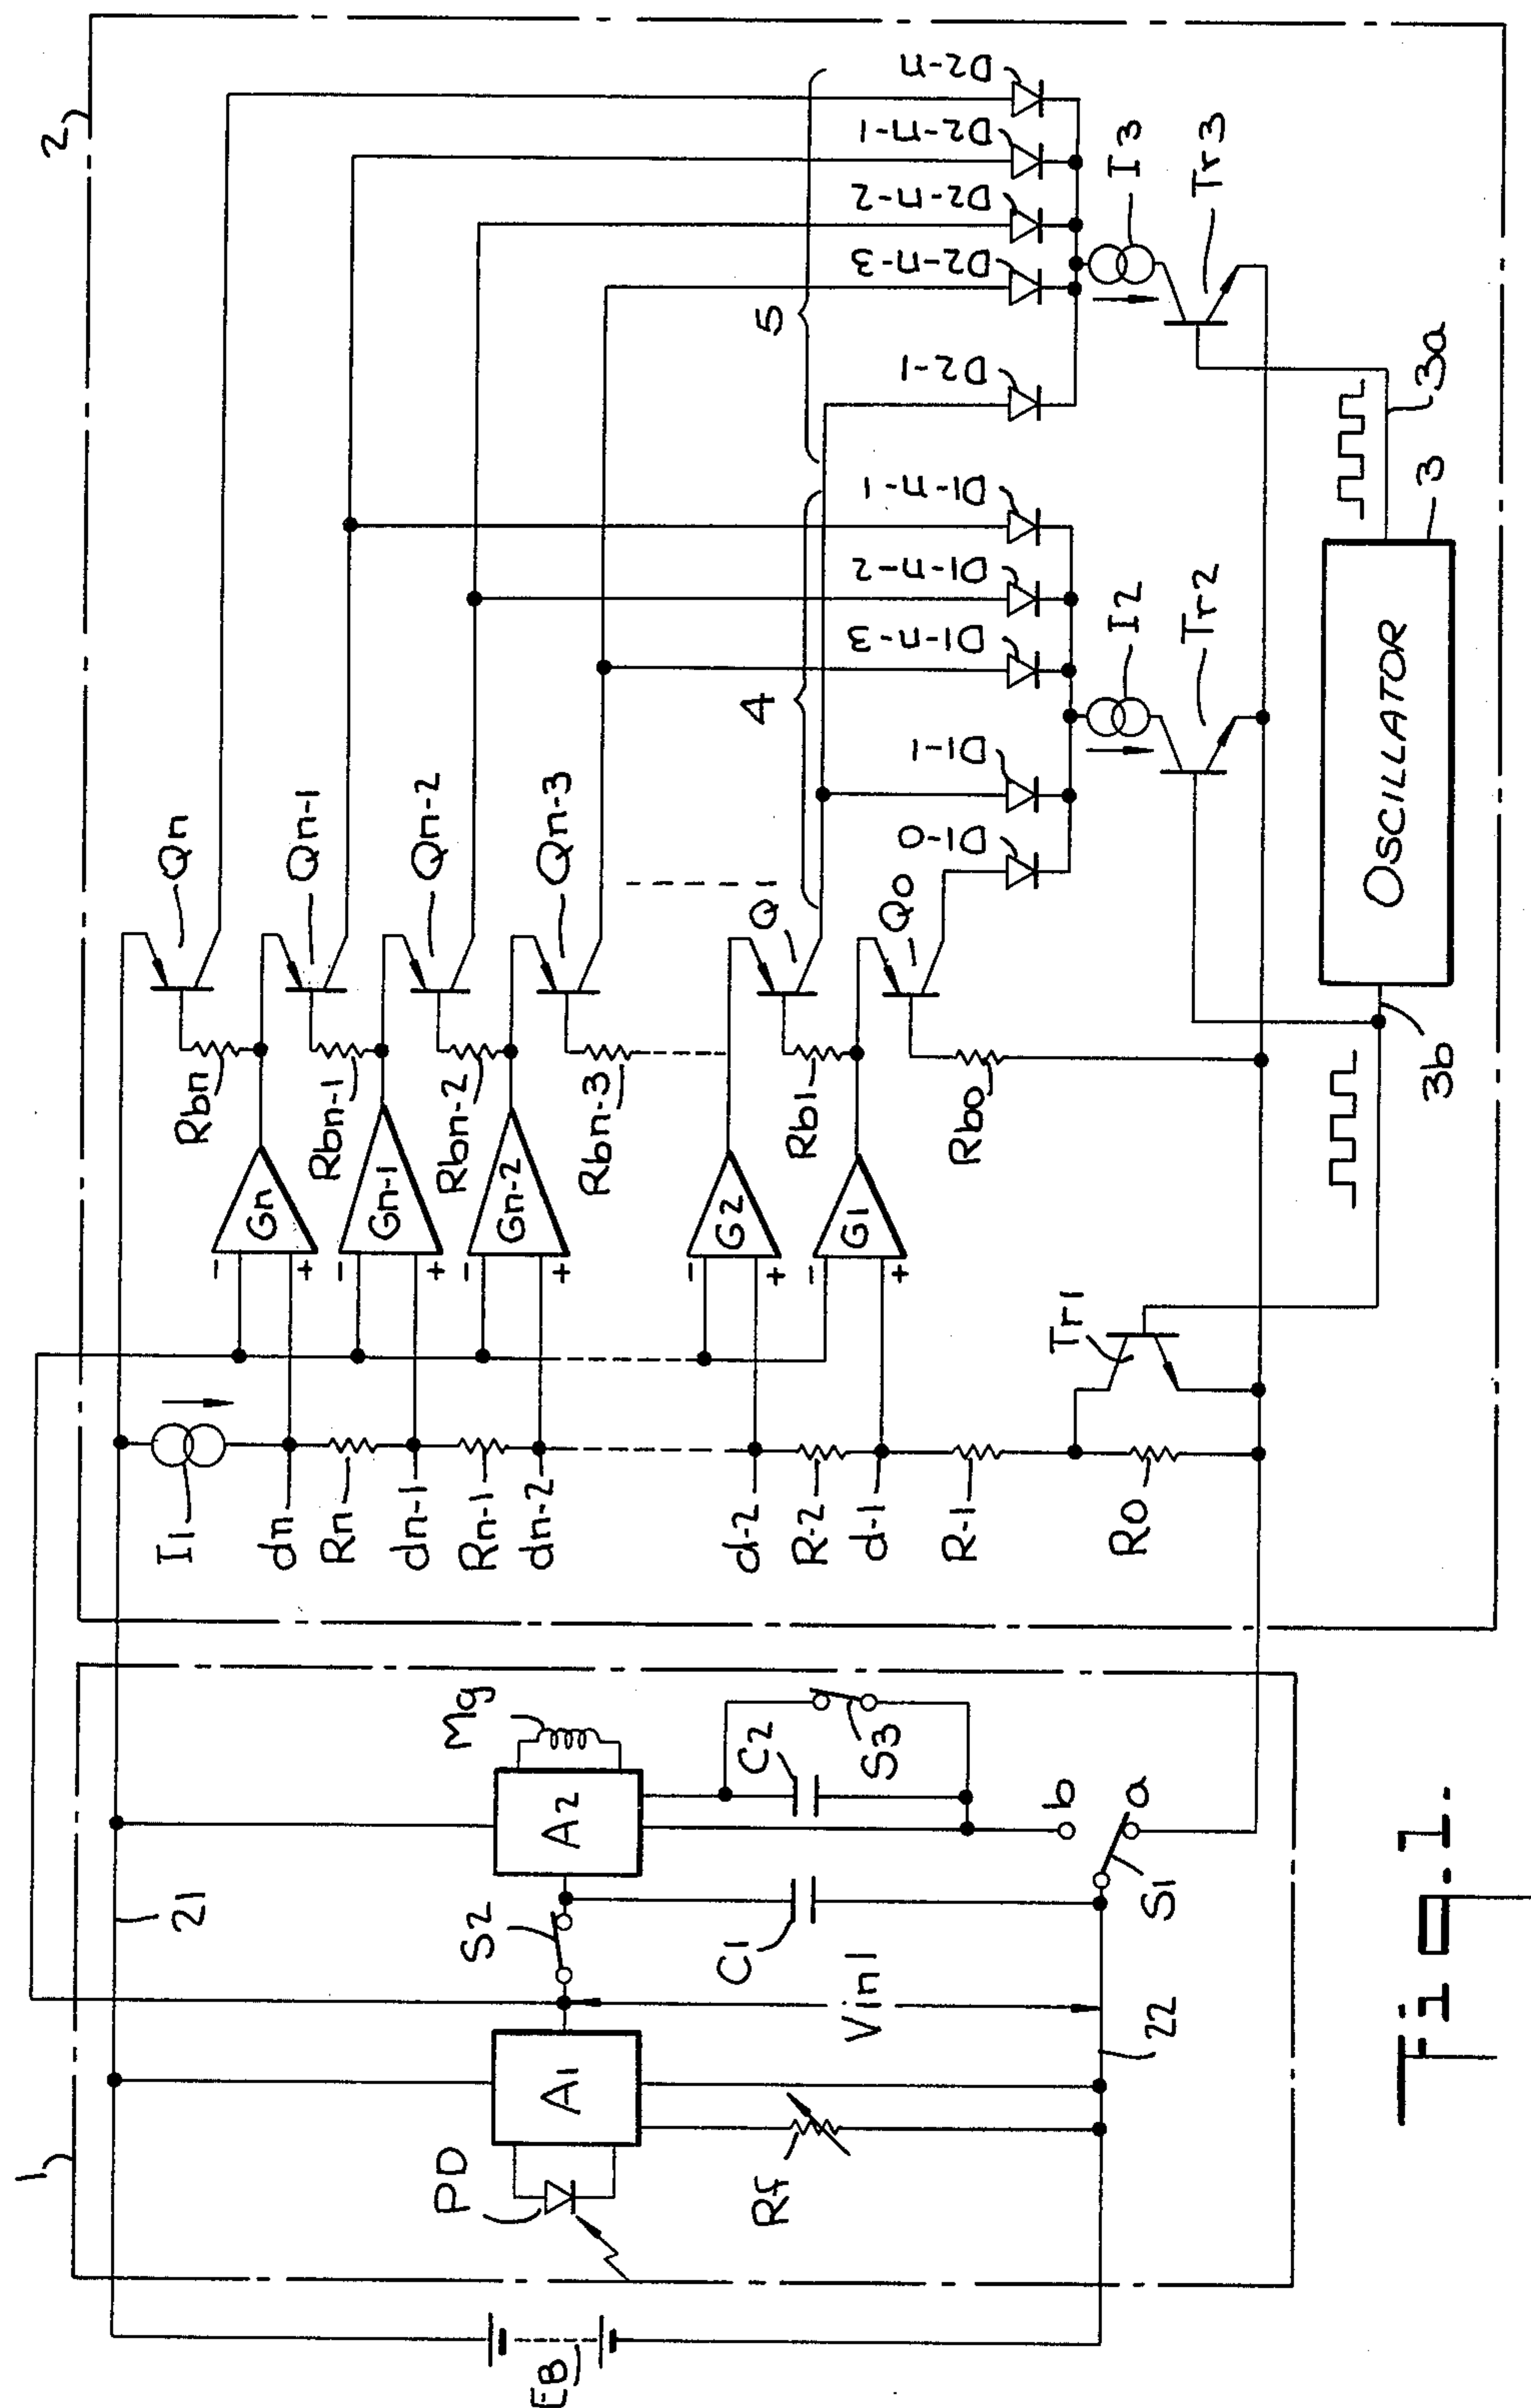 2
I1
dn
Rn
dn-1
Rn-1
dn-2
d-2
R-2
d-1
R-1
R0
Gn
Gn-1
Gn-2
G2
G1
- +
- +
- +
- +
- +
Rbn
Rbn-1
Rbn-2
Rbn-3
Rb1
Rbo
Qn
Qn-1
Qn-2
Qn-3
Q1
Q0
4
5
D1-0
D1-1
D1-n-3
D1-n-2
D1-n-1
D2-1
D2-n-3
D2-n-2
D2-n-1
D2-n
I2
I3
Tr1
Tr2
Tr3
OSCILLATOR
3
3a
3b
1
EB
21
22
PD
A1
Rf
Vin1
S2
C1
A2
Mg
C2
S3
b
a
S1
Fig. 1.